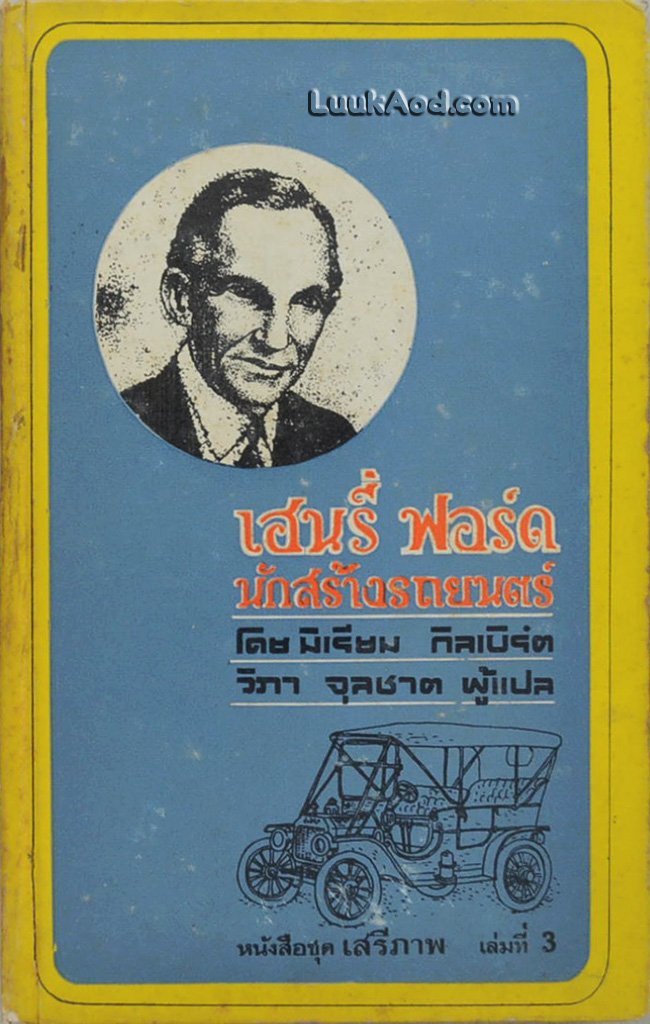 LuukAod.com
เฮนรี่ ฟอร์ด
นักสร้างรถยนตร์
โดย มิเรียม กิลเบิร์ต
วิภา จุลชาต ผู้แปล
หนังสือชุด เสรีภาพ เล่มที่ 3